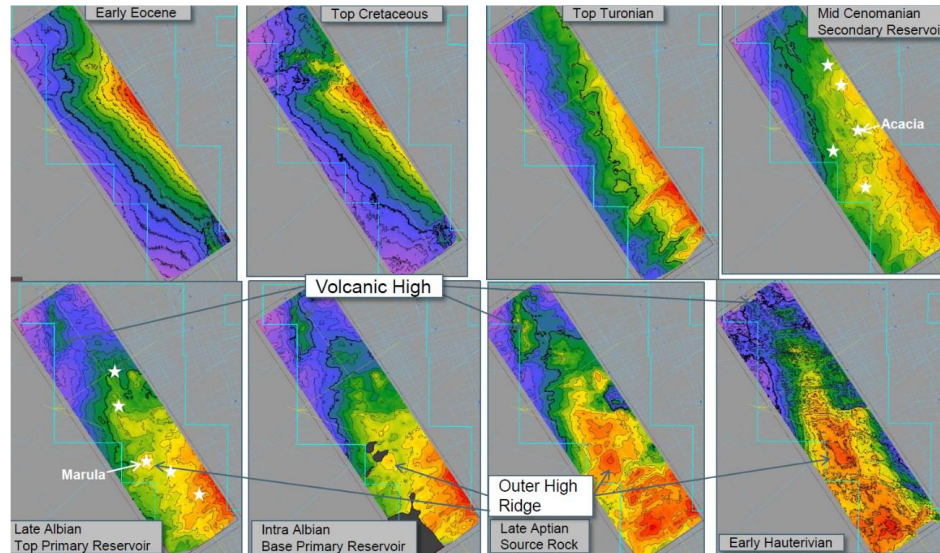 Early Eocene
Top Cretaceous
Top Turonian
Mid Cenomanian
Secondary Reservoir
Acacia
Volcanic High
Marula
Outer High
Ridge
Late Albian
Top Primary Reservoir
Intra Albian
Base Primary Reservoir
Late Aptian
Source Rock
Early Hauterivian